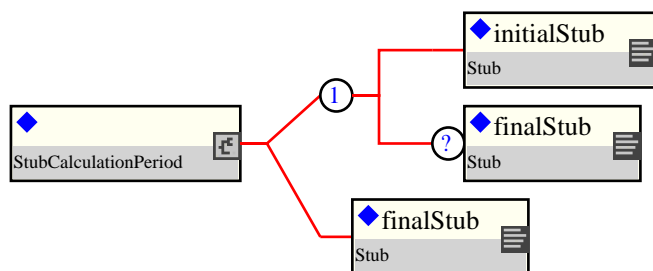 initialStub
Stub
1
StubCalculationPeriod
?
finalStub
Stub
finalStub
Stub